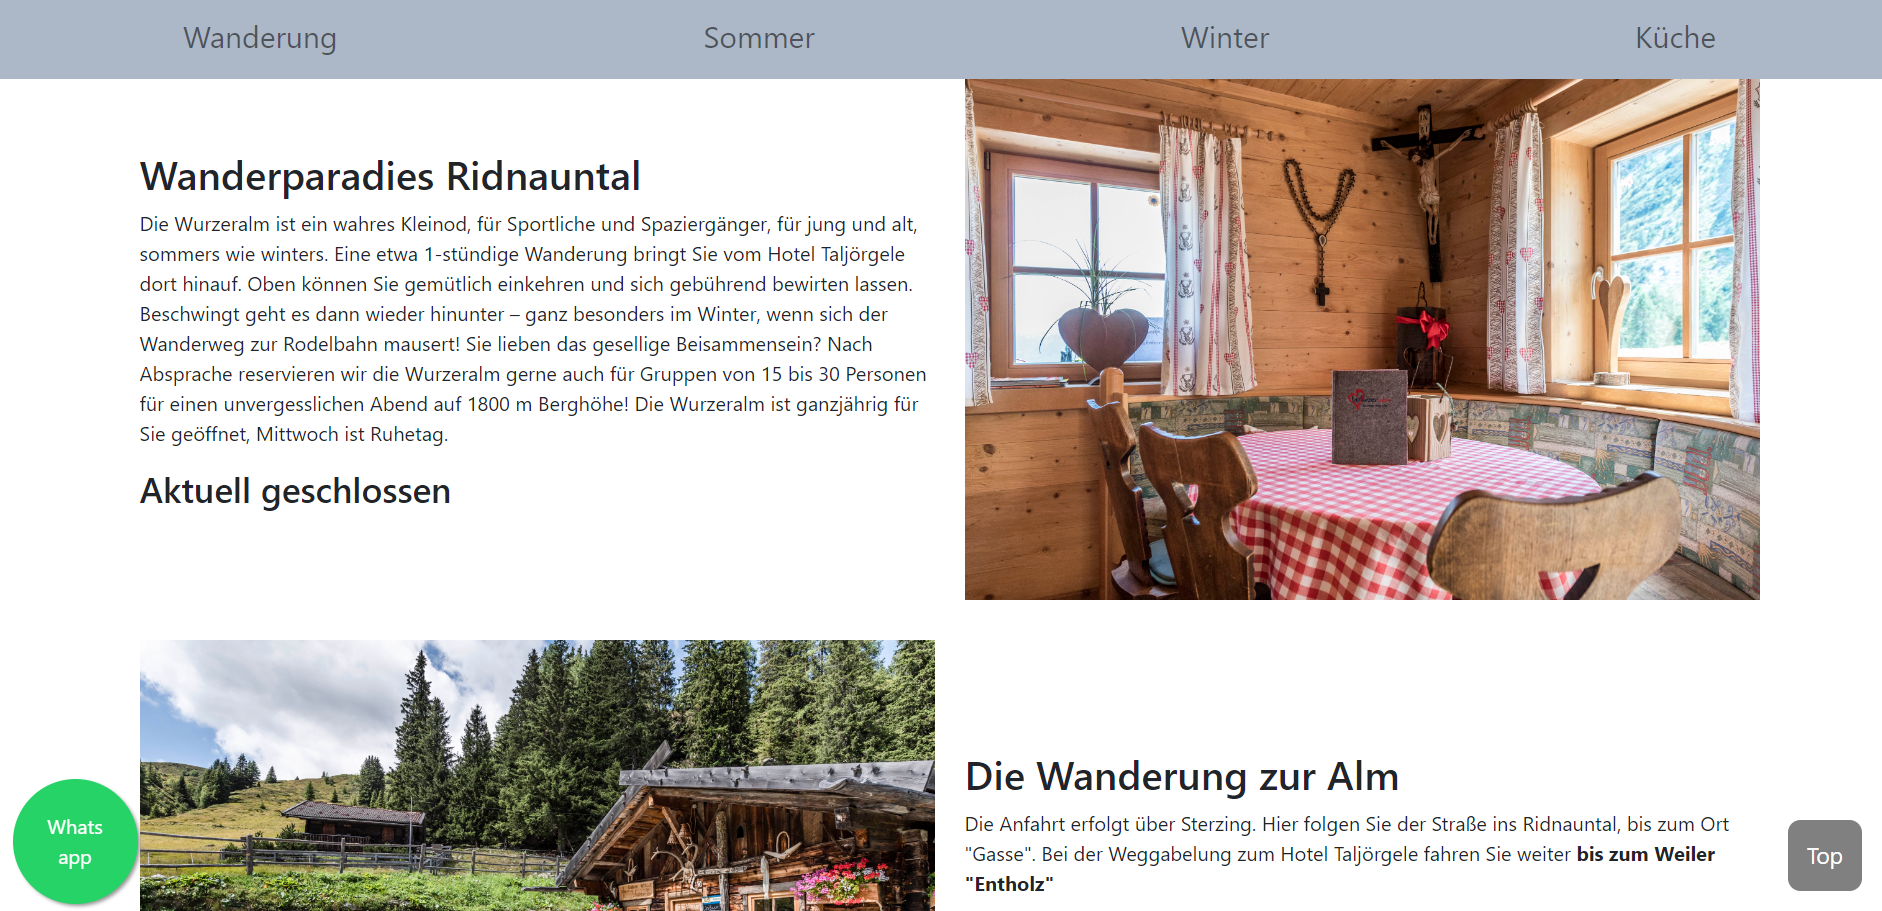 Wanderung
Sommer
Winter
Küche
Wanderparadies Ridnauntal
Die Wurzeralm ist ein wahres Kleinod, für Sportliche und Spaziergänger, für jung und alt,
sommers wie winters. Eine etwa 1-stündige Wanderung bringt Sie vom Hotel Taljörgele
dort hinauf. Oben können Sie gemütlich einkehren und sich gebührend bewirten lassen.
Beschwingt geht es dann wieder hinunter – ganz besonders im Winter, wenn sich der
Wanderweg zur Rodelbahn mausert! Sie lieben das gesellige Beisammensein? Nach
Absprache reservieren wir die Wurzeralm gerne auch für Gruppen von 15 bis 30 Personen
für einen unvergesslichen Abend auf 1800 m Berghöhe! Die Wurzeralm ist ganzjährig für
Sie geöffnet, Mittwoch ist Ruhetag.
Aktuell geschlossen
Die Wanderung zur Alm
Die Anfahrt erfolgt über Sterzing. Hier folgen Sie der Straße ins Ridnauntal, bis zum Ort
"Gasse". Bei der Weggabelung zum Hotel Taljörgele fahren Sie weiter bis zum Weiler
"Entholz"
Whats
app
Top